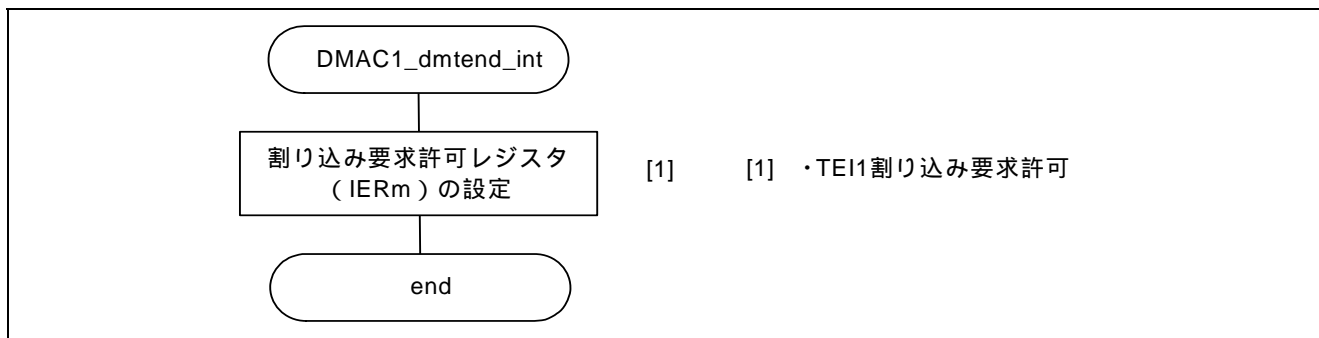 DMAC1_dmtend_int
割り込み要求許可レジスタ
（IERm）の設定
[1] [1] ・TEI1割り込み要求許可
end